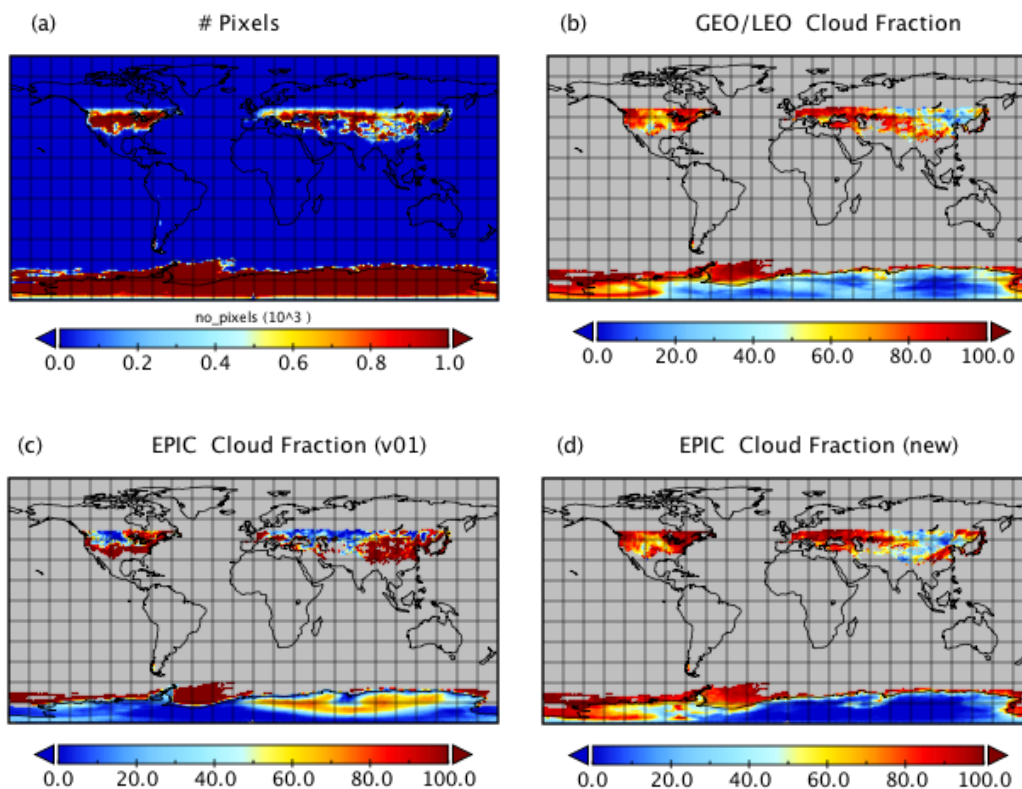 (a) # Pixels
(b) GEO/LEO Cloud Fraction
no_pixels (10^3 )
0.0 0.2 0.4 0.6 0.8 1.0
0.0 20.0 40.0 60.0 80.0 100.0
(c) EPIC Cloud Fraction (v01)
(d) EPIC Cloud Fraction (new)
0.0 20.0 40.0 60.0 80.0 100.0
0.0 20.0 40.0 60.0 80.0 100.0